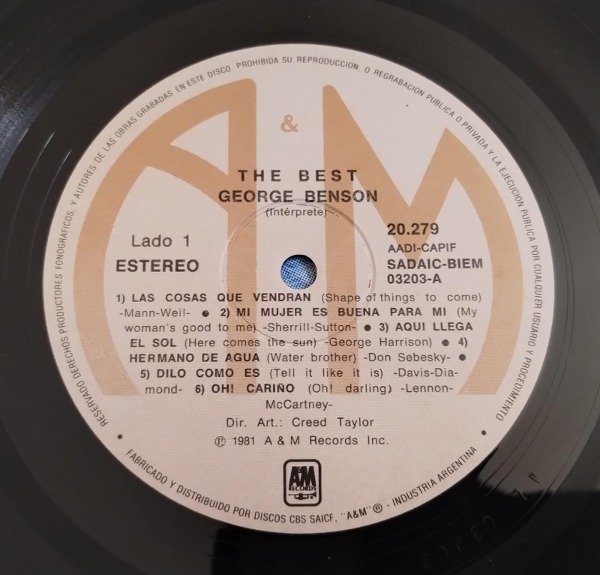 RESERVADO DERECHOS PRODUCTORES FONOGRAFICOS, Y AUTORES DE LAS OBRAS GRABADAS EN ESTE DISCO. PROHIBIDA SU REPRODUCCION, O REGRABACION PUBLICA O PRIVADA Y LA EJECUCION PUBLICA POR CUALQUIER USUARIO Y PROCEDIMIENTO
A & M
THE BEST
GEORGE BENSON
(Intérprete)
Lado 1
ESTEREO
20.279
AADI-CAPIF
SADAIC-BIEM
03203-A
1) LAS COSAS QUE VENDRAN (Shape of things to come)
-Mann-Weil- ● 2) MI MUJER ES BUENA PARA MI (My
woman's good to me) -Sherrill-Sutton- ● 3) AQUI LLEGA
EL SOL (Here comes the sun) -George Harrison- ● 4)
HERMANO DE AGUA (Water brother) -Don Sebesky- ●
5) DILO COMO ES (Tell it like it is) -Davis-Dia-
mond- ● 6) OH! CARIÑO (Oh! darling) -Lennon-
McCartney-
Dir. Art.: Creed Taylor
Ⓟ 1981 A & M Records Inc.
A&M
RECORDS
• FABRICADO Y DISTRIBUIDO POR DISCOS CBS SAICF, "A&M" ® - INDUSTRIA ARGENTINA •